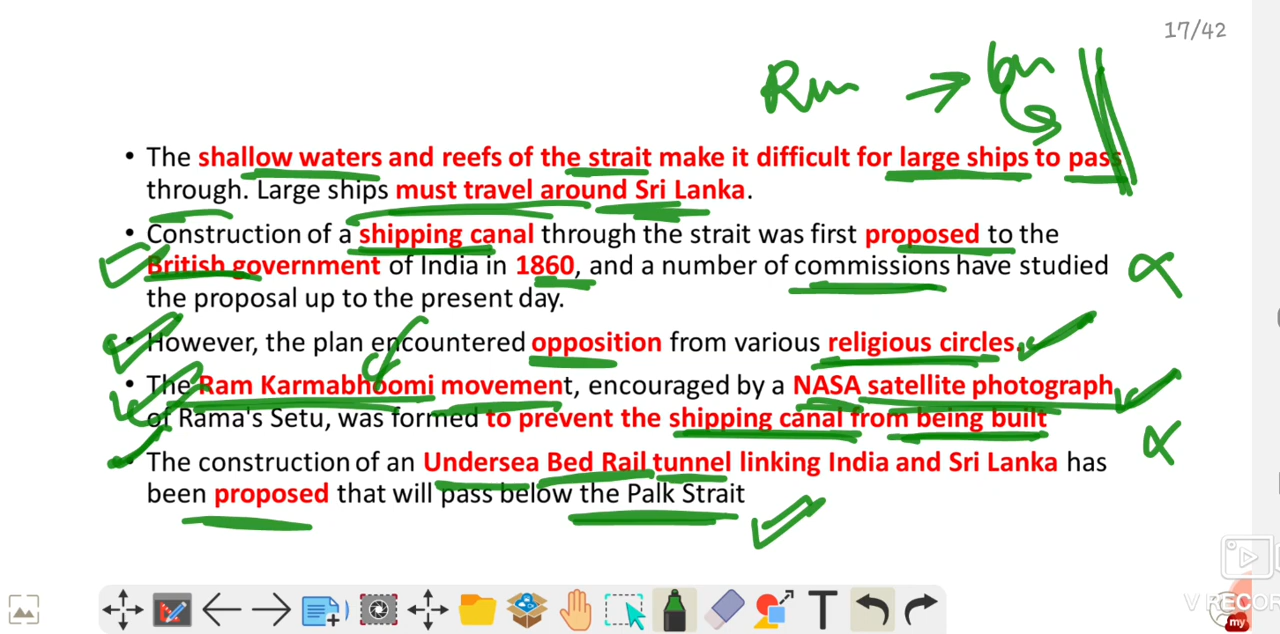 17/42
• The shallow waters and reefs of the strait make it difficult for large ships to pass
through. Large ships must travel around Sri Lanka.
• Construction of a shipping canal through the strait was first proposed to the
British government of India in 1860, and a number of commissions have studied
the proposal up to the present day.
• However, the plan encountered opposition from various religious circles.
• The Ram Karmabhoomi movement, encouraged by a NASA satellite photograph
of Rama's Setu, was formed to prevent the shipping canal from being built
• The construction of an Undersea Bed Rail tunnel linking India and Sri Lanka has
been proposed that will pass below the Palk Strait
T
my